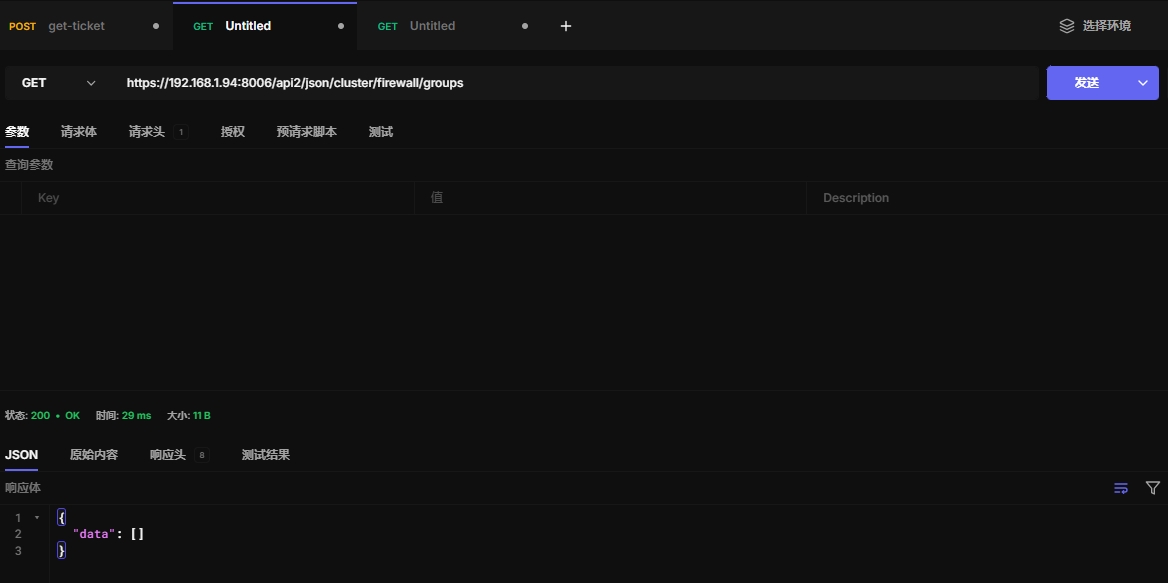 POST get-ticket GET Untitled GET Untitled + 选择环境
GET https://192.168.1.94:8006/api2/json/cluster/firewall/groups 发送
参数 请求体 请求头 1 授权 预请求脚本 测试
查询参数
Key 值 Description
状态: 200 • OK 时间: 29 ms 大小: 11 B
JSON 原始内容 响应头 8 测试结果
响应体
1 {
2 "data": []
3 }